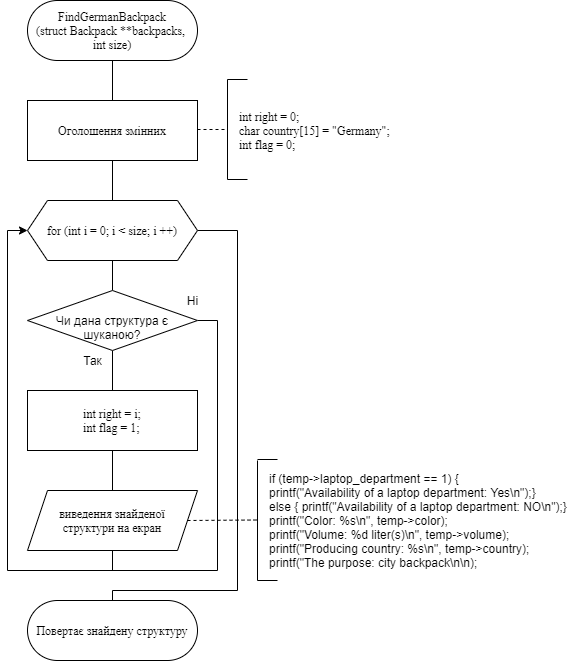 FindGermanBackpack
(struct Backpack **backpacks,
int size)
Оголошення змінних
int right = 0;
char country[15] = "Germany";
int flag = 0;
for (int i = 0; i < size; i ++)
Ні
Чи дана структура є
шуканою?
Так
int right = i;
int flag = 1;
виведення знайденої
структури на екран
if (temp->laptop_department == 1) {
printf("Availability of a laptop department: Yes\n");}
else { printf("Availability of a laptop department: NO\n");}
printf("Color: %s\n", temp->color);
printf("Volume: %d liter(s)\n", temp->volume);
printf("Producing country: %s\n", temp->country);
printf("The purpose: city backpack\n\n);
Повертає знайдену структуру